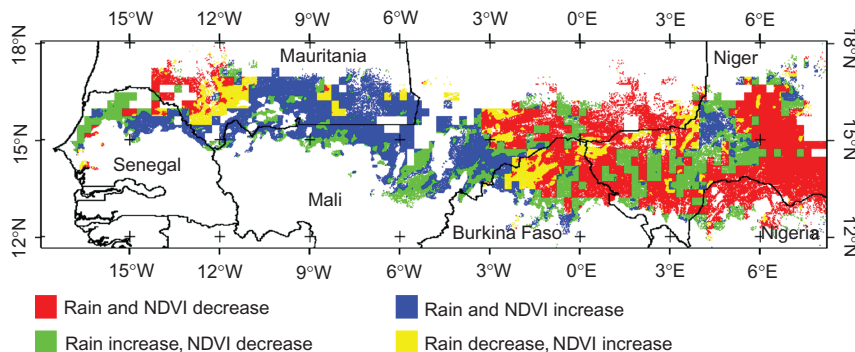 15°W 12°W 9°W 6°W 3°W 0°E 3°E 6°E
18°N 18°N
Mauritania Niger
15°N 15°N
Senegal
Mali
12°N Burkina Faso Nigeria 12°N
15°W 12°W 9°W 6°W 3°W 0°E 3°E 6°E
Rain and NDVI decrease Rain and NDVI increase
Rain increase, NDVI decrease Rain decrease, NDVI increase